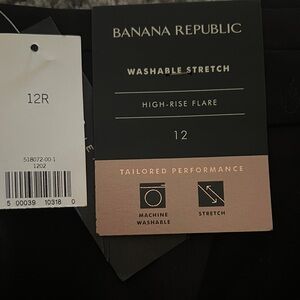 BANANA REPUBLIC
WASHABLE STRETCH
HIGH-RISE FLARE
12
TAILORED PERFORMANCE
MACHINE
WASHABLE
STRETCH
12R
518072-00-1
1202
5 00039 10318 0